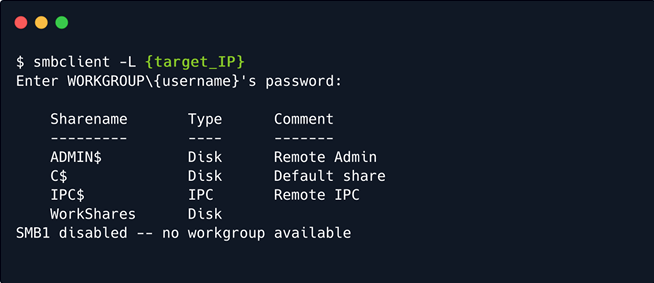 $ smbclient -L {target_IP}
Enter WORKGROUP\{username}'s password:
Sharename Type Comment
--------- ---- -------
ADMIN$ Disk Remote Admin
C$ Disk Default share
IPC$ IPC Remote IPC
WorkShares Disk
SMB1 disabled -- no workgroup available